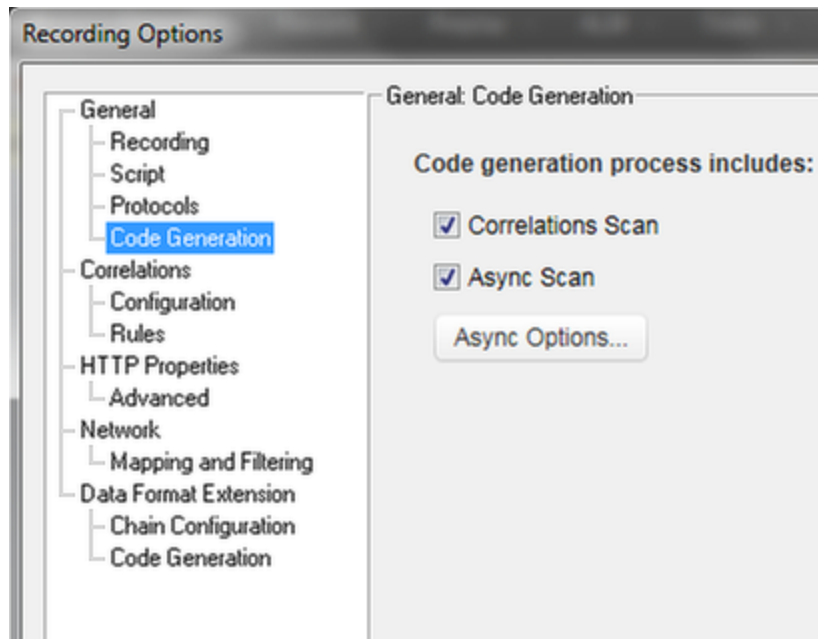 Recording Options
General
Recording
Script
Protocols
Code Generation
Correlations
Configuration
Rules
HTTP Properties
Advanced
Network
Mapping and Filtering
Data Format Extension
Chain Configuration
Code Generation
General: Code Generation
Code generation process includes:
Correlations Scan
Async Scan
Async Options...